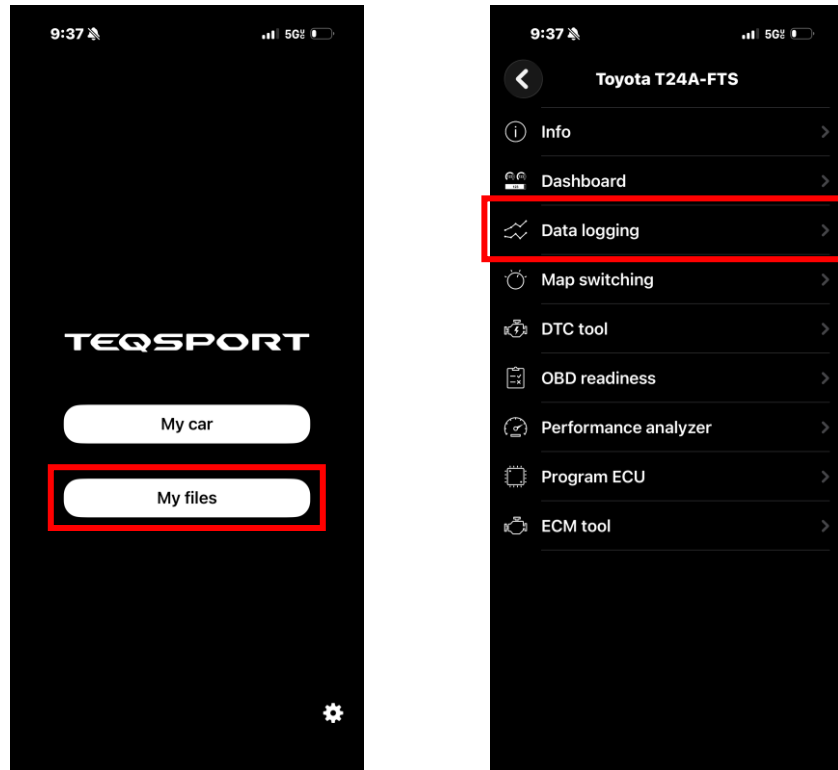 9:37
5G
TEQSPORT
My car
My files
9:37
5G
Toyota T24A-FTS
Info
Dashboard
Data logging
Map switching
DTC tool
OBD readiness
Performance analyzer
Program ECU
ECM tool